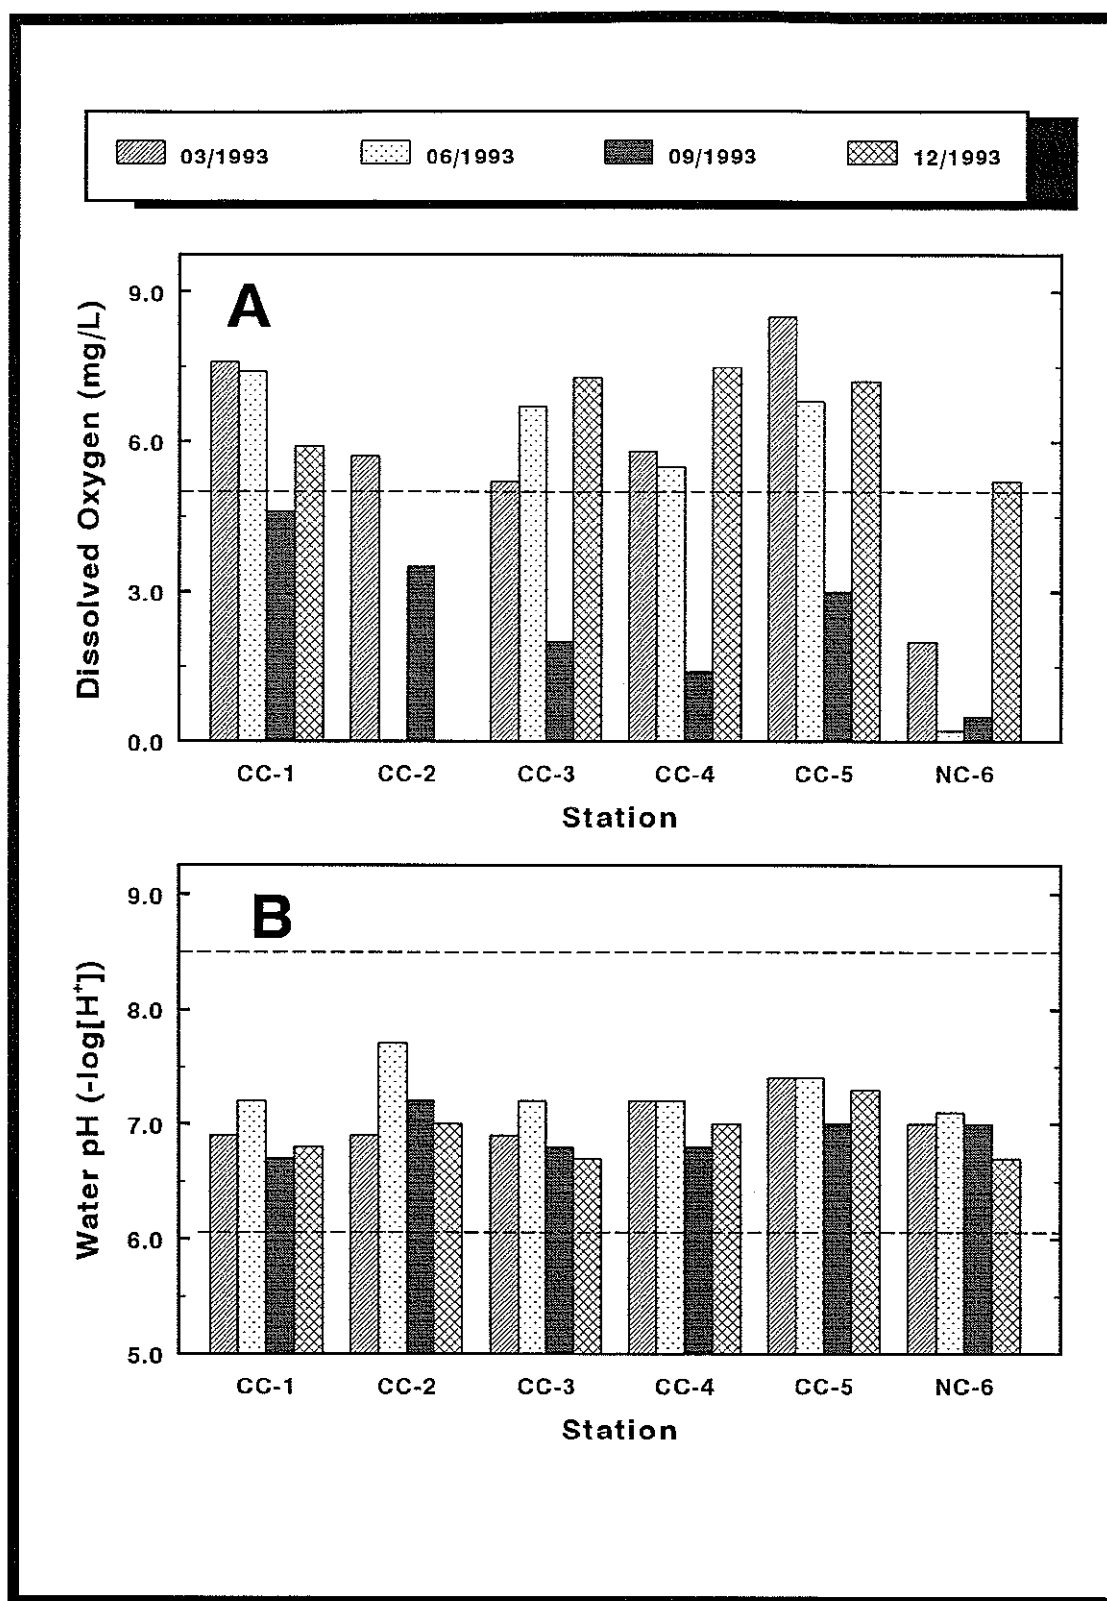 03/1993 06/1993 09/1993 12/1993
A
Dissolved Oxygen (mg/L)
9.0
6.0
3.0
0.0
CC-1 CC-2 CC-3 CC-4 CC-5 NC-6
Station
B
Water pH (-log[H⁺])
9.0
8.0
7.0
6.0
5.0
CC-1 CC-2 CC-3 CC-4 CC-5 NC-6
Station